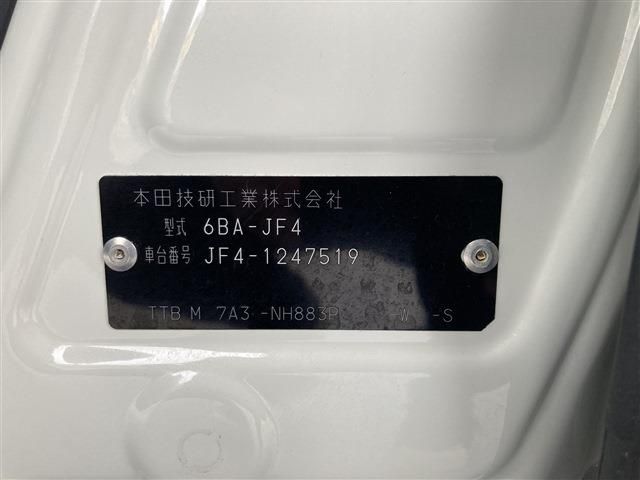 本田技研工業株式会社
型式 6BA-JF4
車台番号 JF4-1247519
TTB M 7A3 -NH883P -W -S